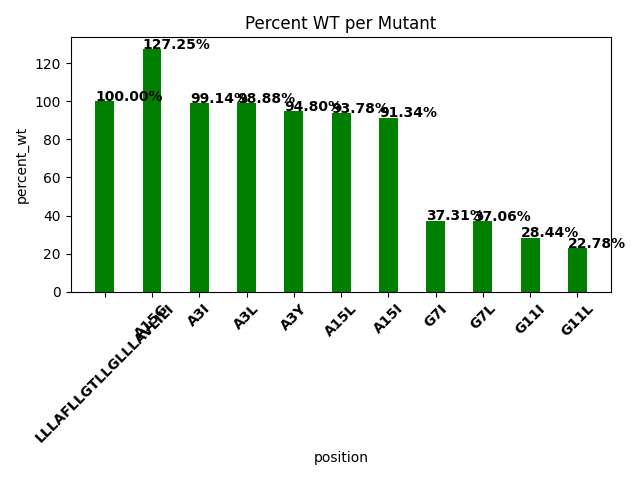 Percent WT per Mutant
percent_wt
120
100
80
60
40
20
0
100.00%
127.25%
99.14%
98.88%
94.80%
93.78%
91.34%
37.31%
37.06%
28.44%
22.78%
A15C
A3I
A3L
A3Y
A15L
A15I
G7I
G7L
G11I
G11L
position